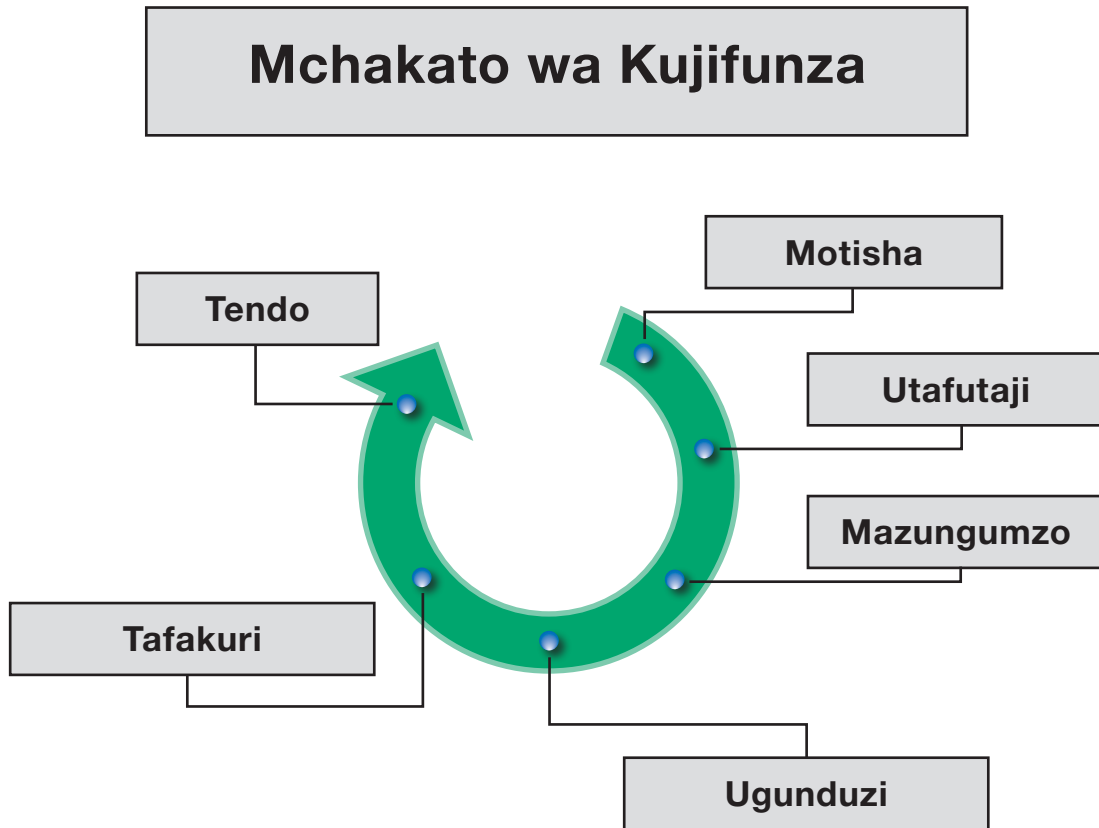 Mchakato wa Kujifunza
Motisha
Utafutaji
Mazungumzo
Ugunduzi
Tafakuri
Tendo